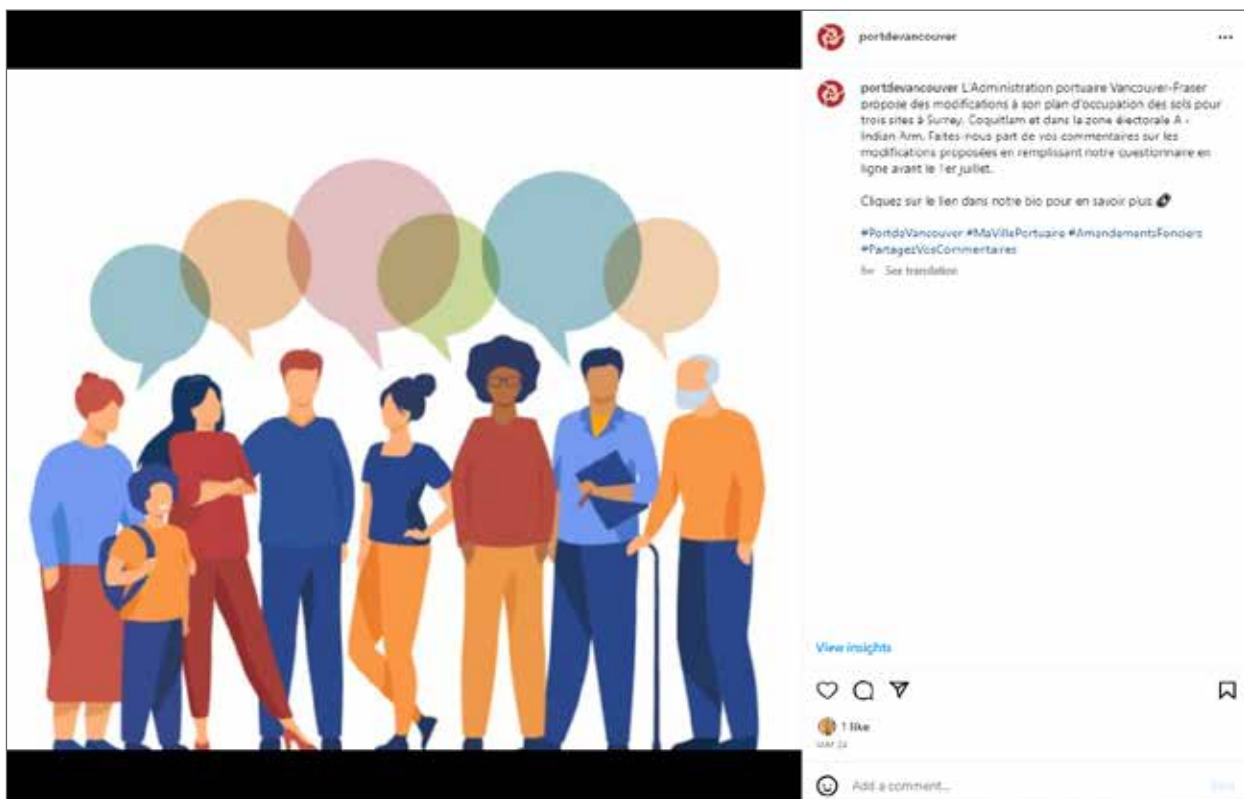 portdevancouver
portdevancouver L'Administration portuaire Vancouver-Fraser
propose des modifications à son plan d'occupation des sols pour
trois sites à Surrey, Coquitlam et dans la zone électorale A -
Indian Arm. Faites-nous part de vos commentaires sur les
modifications proposées en remplissant notre questionnaire en
ligne avant le 1er juillet.
Cliquez sur le lien dans notre bio pour en savoir plus
#PortdeVancouver #MaVillePortuaire #AmendementsFonciers
#PartagezVosCommentaires
See translation
View insights
1 like
Add a comment...